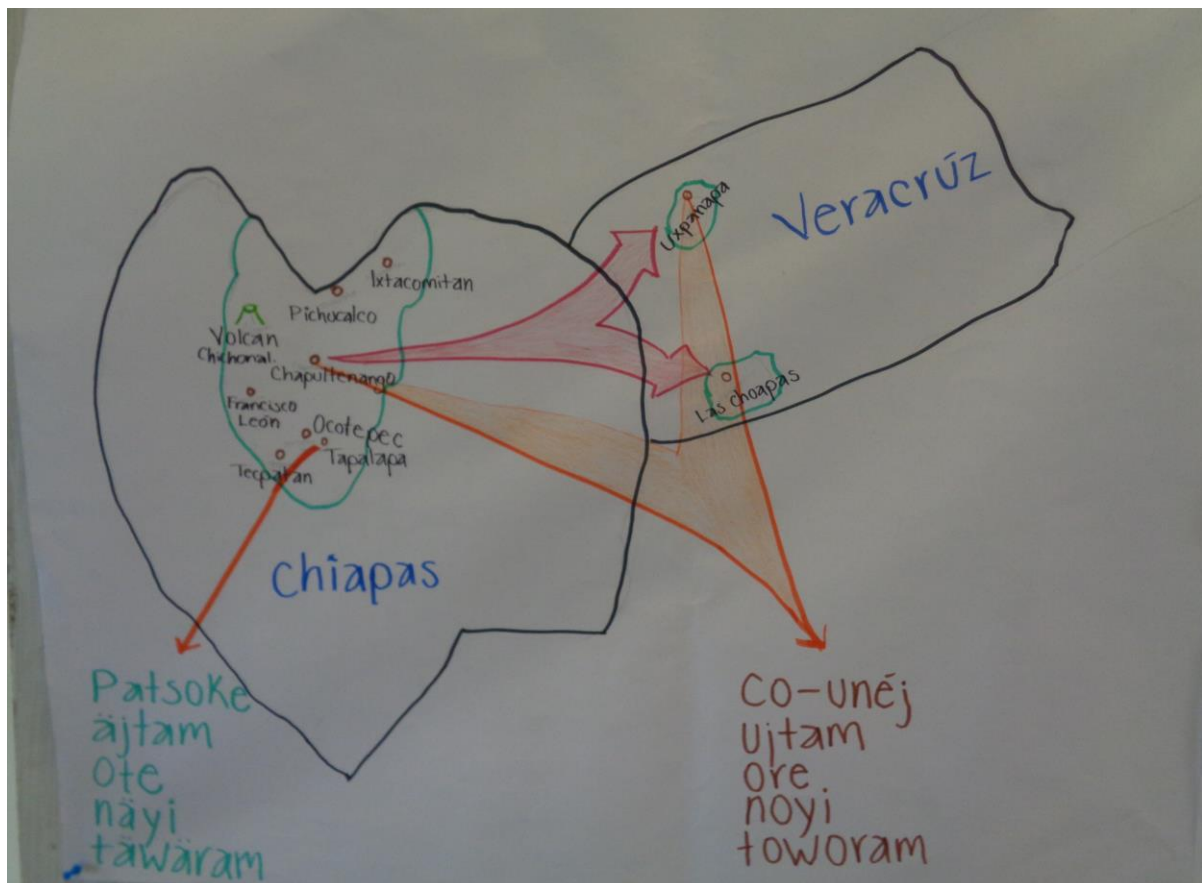 Veracrúz
Uxpanapa
Ixtacomitan
Pichucalco
Volcan
Chichonal.
Chapultenango
Las choapas
Francisco
León
Ocotepec
Tapalapa
Tecpatan
Chiapas
Patsoke
äjtam
Ote
näyi
täwäram
Co-unéj
ujtam
ore
noyi
toworam